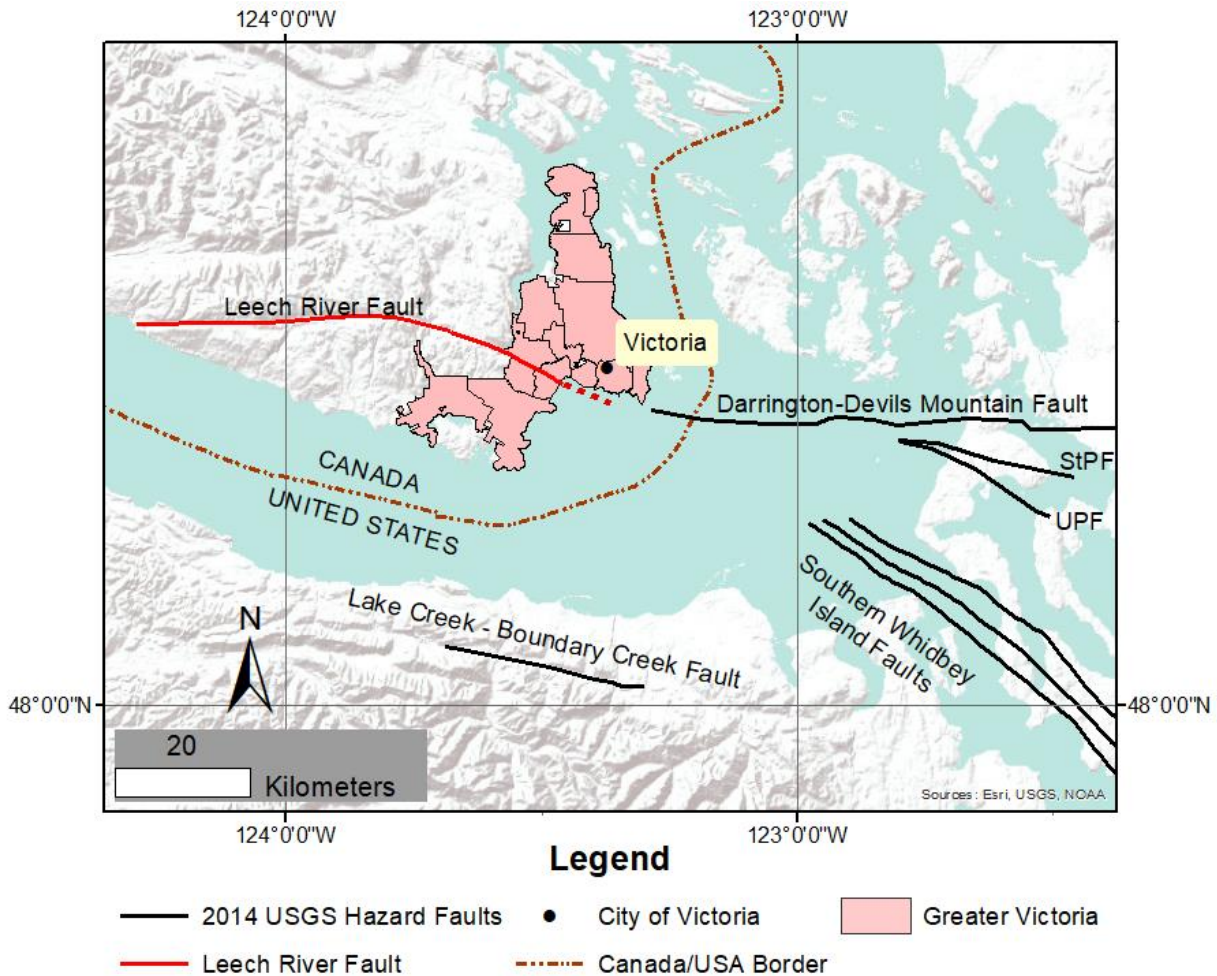 124°0'0"W
123°0'0"W
Leech River Fault
Victoria
Darrington-Devils Mountain Fault
StPF
UPF
CANADA
UNITED STATES
Southern Whidbey
Island Faults
Lake Creek - Boundary Creek Fault
N
48°0'0"N
48°0'0"N
20
Kilometers
Sources: Esri, USGS, NOAA
124°0'0"W
123°0'0"W
Legend
2014 USGS Hazard Faults
City of Victoria
Greater Victoria
Leech River Fault
Canada/USA Border